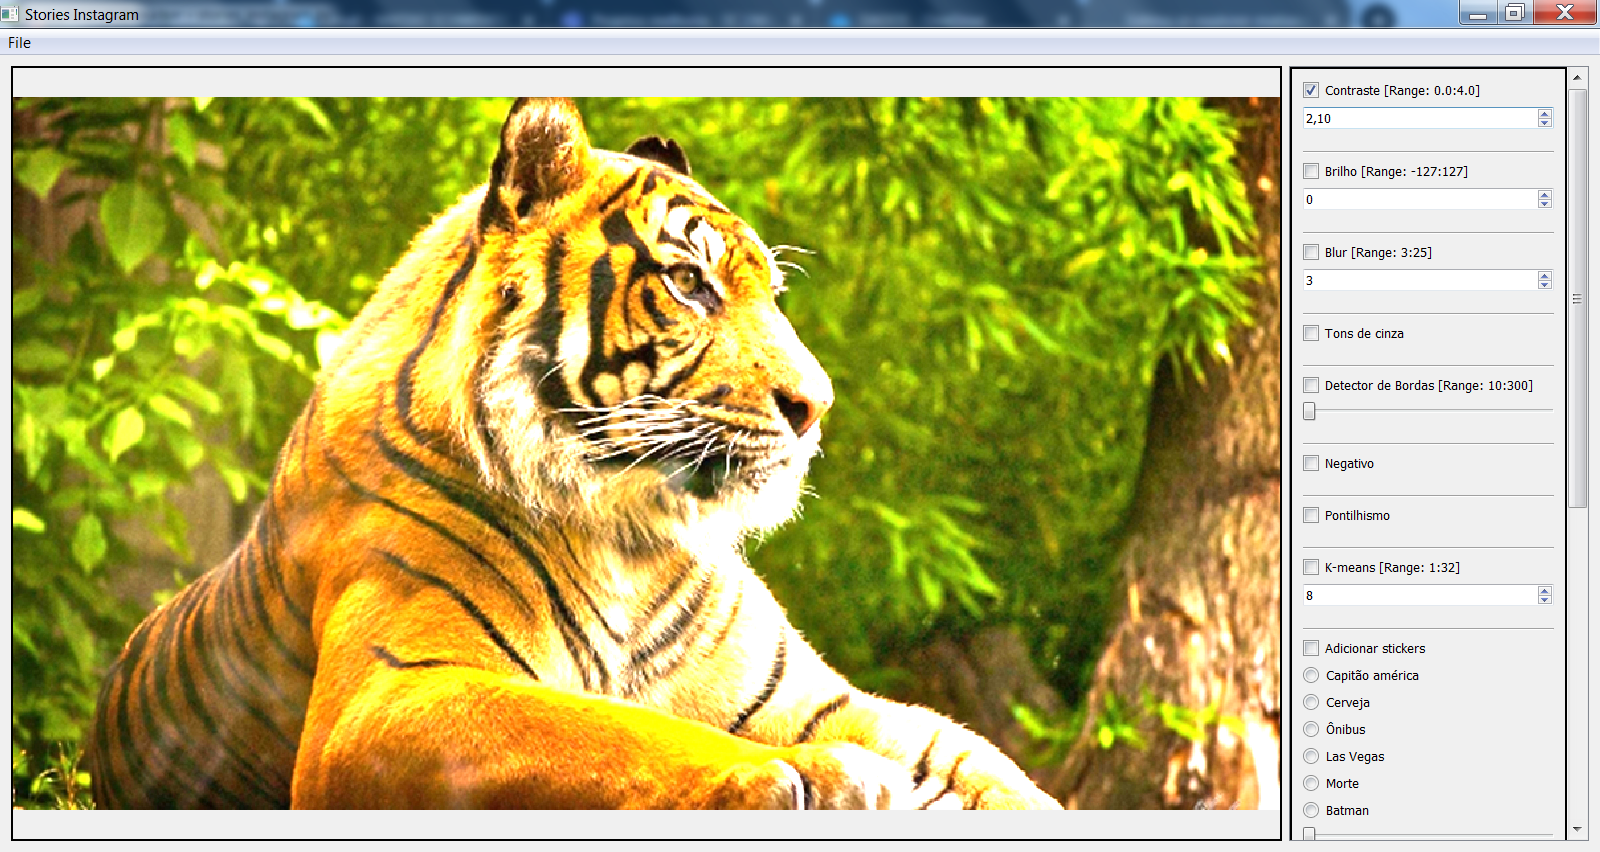 Stories Instagram
File
Contraste [Range: 0.0:4.0]
2,10
Brilho [Range: -127:127]
0
Blur [Range: 3:25]
3
Tons de cinza
Detector de Bordas [Range: 10:300]
Negativo
Pontilhismo
K-means [Range: 1:32]
8
Adicionar stickers
Capitão américa
Cerveja
Ônibus
Las Vegas
Morte
Batman